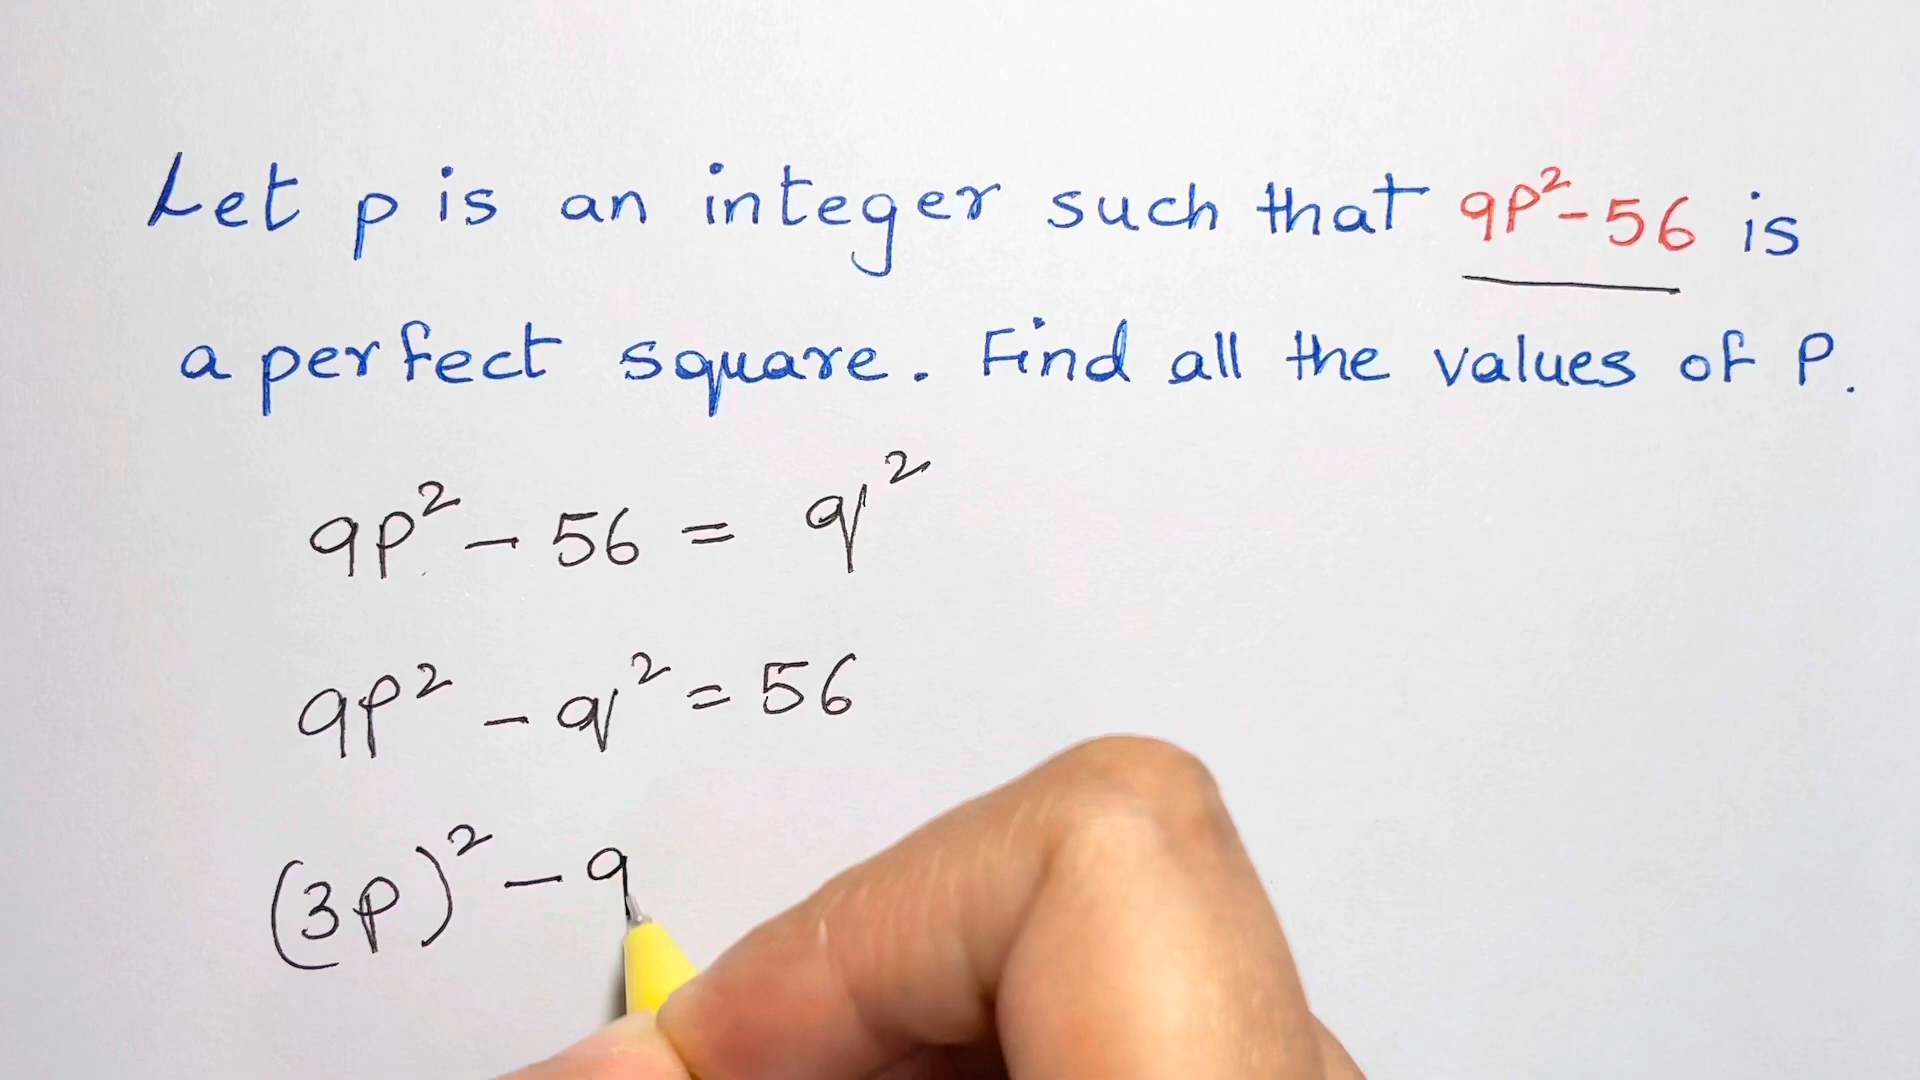 Let p is an integer such that 9p²-56 is
a perfect square. Find all the values of P.
9p² - 56 = q²
9p² - q² = 56
(3p)² - q